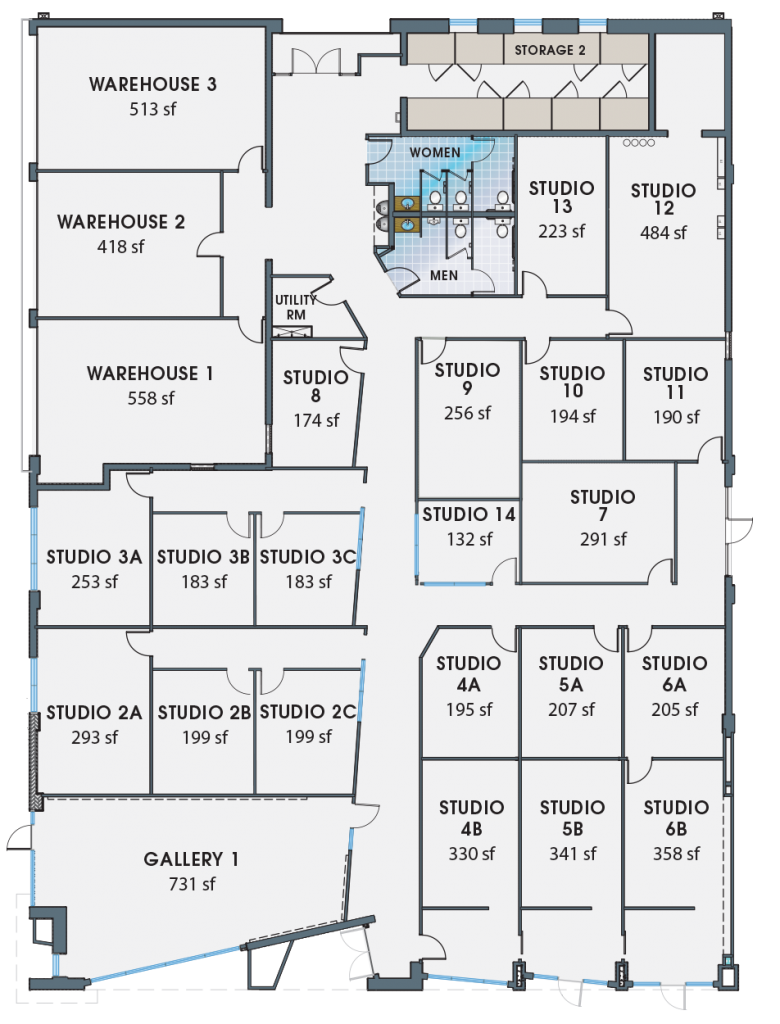 STORAGE 2
WAREHOUSE 3
513 sf
WOMEN
STUDIO
13
223 sf
STUDIO
12
484 sf
WAREHOUSE 2
418 sf
MEN
UTILITY
RM
WAREHOUSE 1
558 sf
STUDIO
8
174 sf
STUDIO
9
256 sf
STUDIO
10
194 sf
STUDIO
11
190 sf
STUDIO 14
132 sf
STUDIO
7
291 sf
STUDIO 3A
253 sf
STUDIO 3B
183 sf
STUDIO 3C
183 sf
STUDIO
4A
195 sf
STUDIO
5A
207 sf
STUDIO
6A
205 sf
STUDIO 2A
293 sf
STUDIO 2B
199 sf
STUDIO 2C
199 sf
STUDIO
4B
330 sf
STUDIO
5B
341 sf
STUDIO
6B
358 sf
GALLERY 1
731 sf